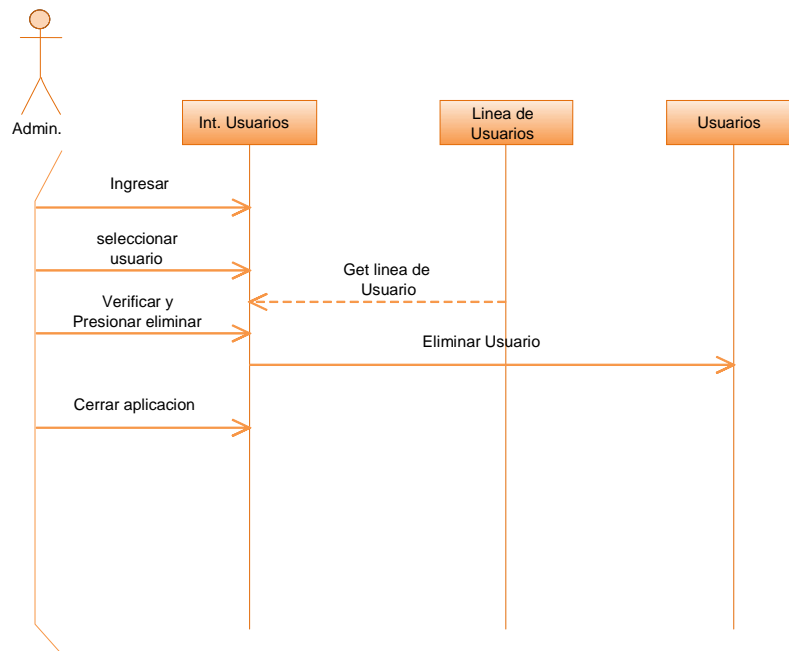 Admin.
Int. Usuarios
Linea de
Usuarios
Usuarios
Ingresar
seleccionar
usuario
Get linea de
Usuario
Verificar y
Presionar eliminar
Eliminar Usuario
Cerrar aplicacion